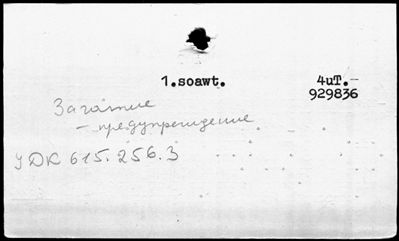 1.soawt. 4uT.-
929836
Зачатие
- предупреждение
УДК 615.256.3